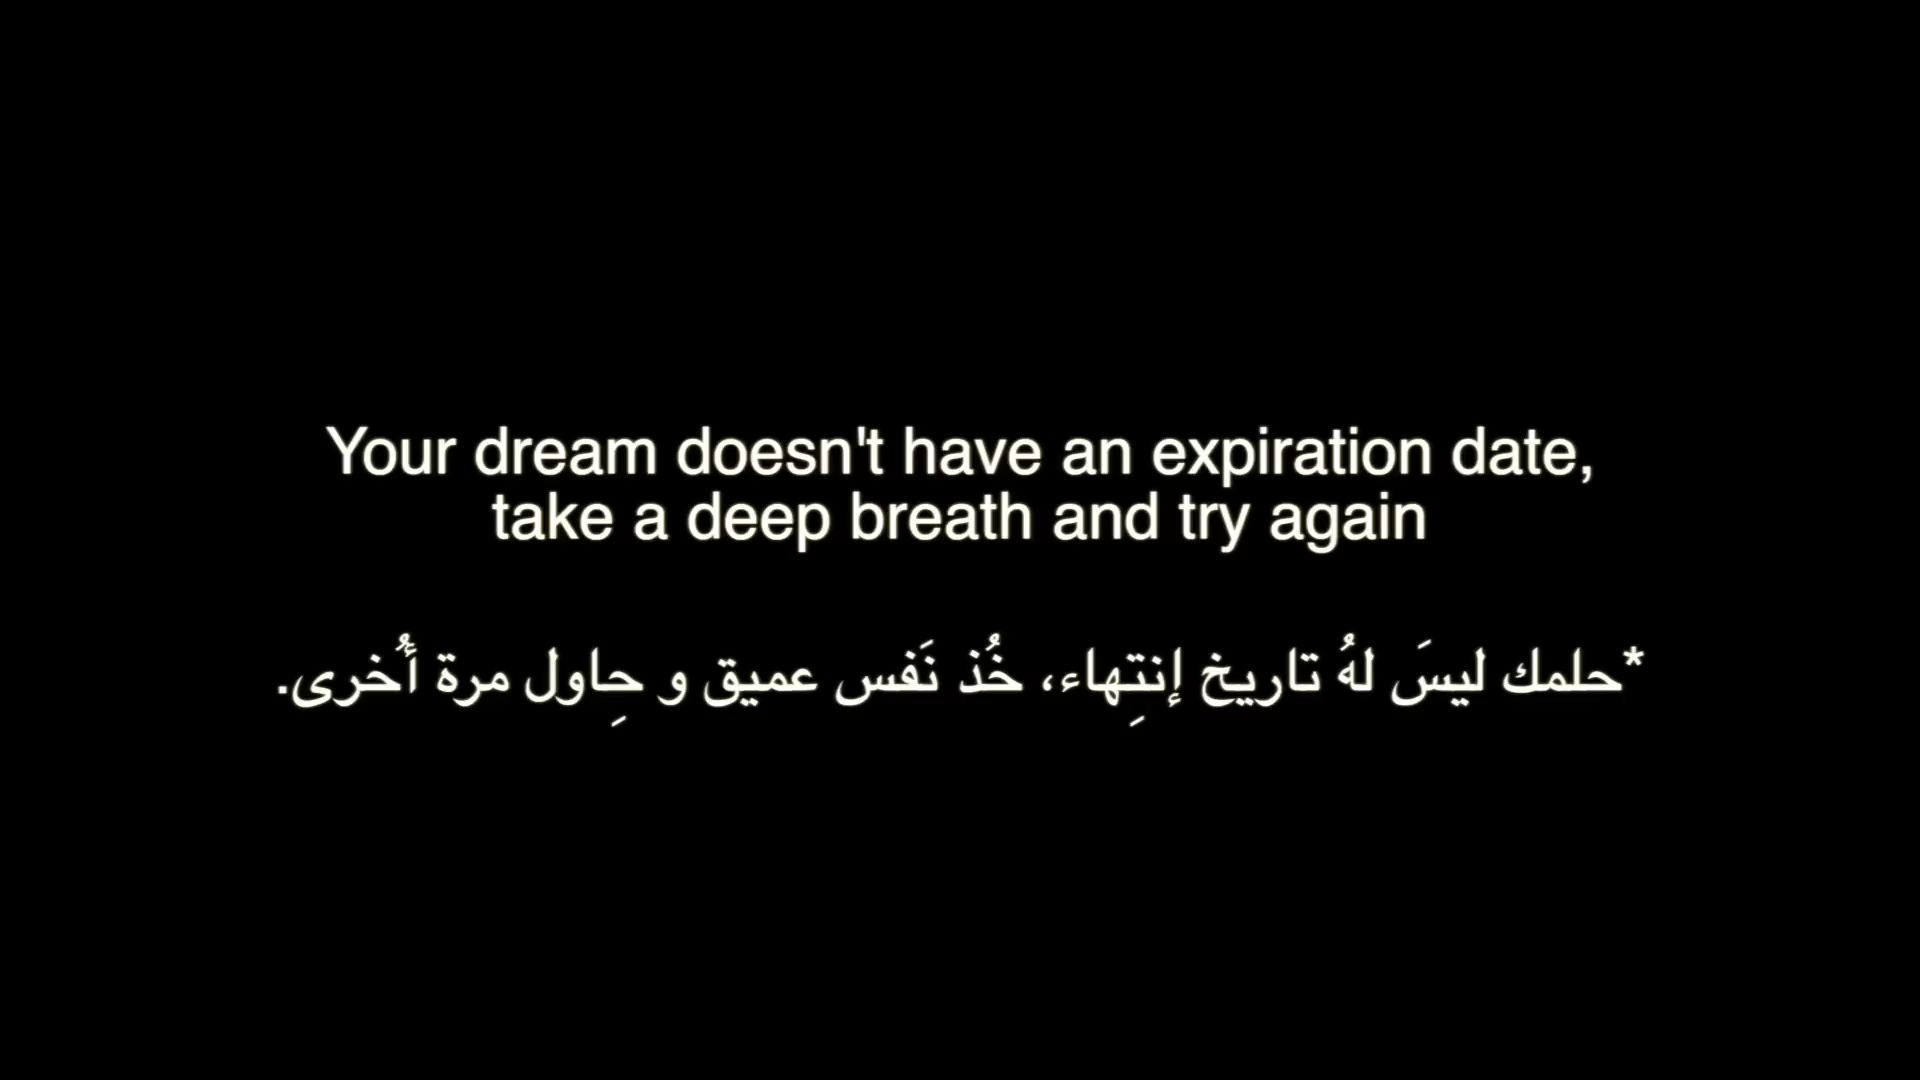 Your dream doesn't have an expiration date,
take a deep breath and try again
*حلمك ليسَ لهُ تاريخ إنتِهاء، خُذ نَفس عميق و حِاول مرة أُخرى.